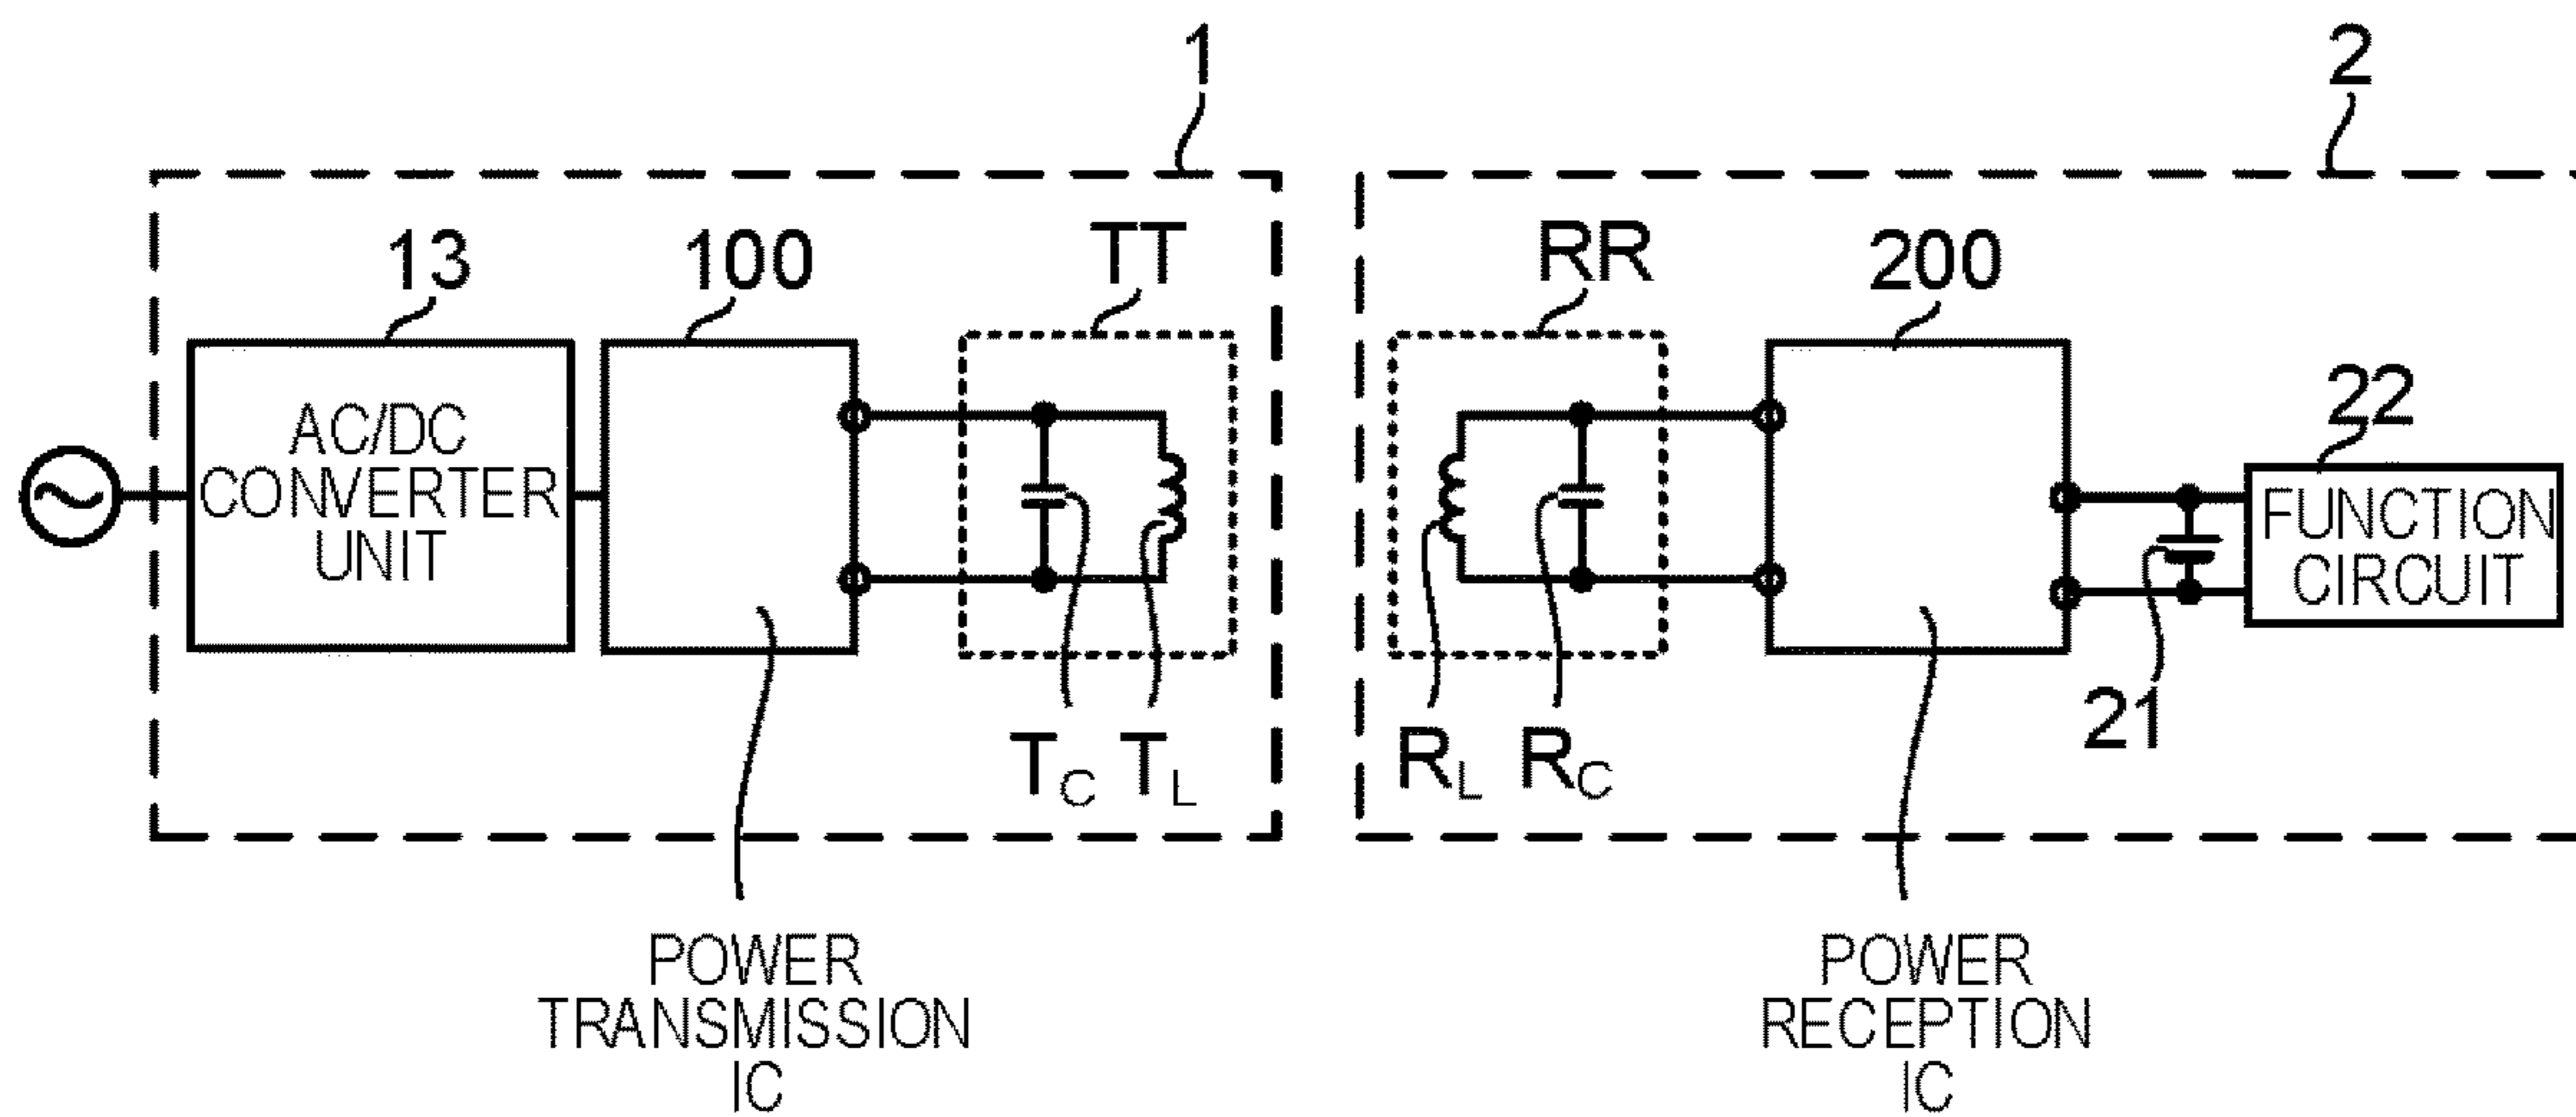 1
2
13
100
TT
RR
200
22
AC/DC
CONVERTER
UNIT
FUNCTION
CIRCUIT
21
TC
TL
RL
RC
POWER
TRANSMISSION
IC
POWER
RECEPTION
IC